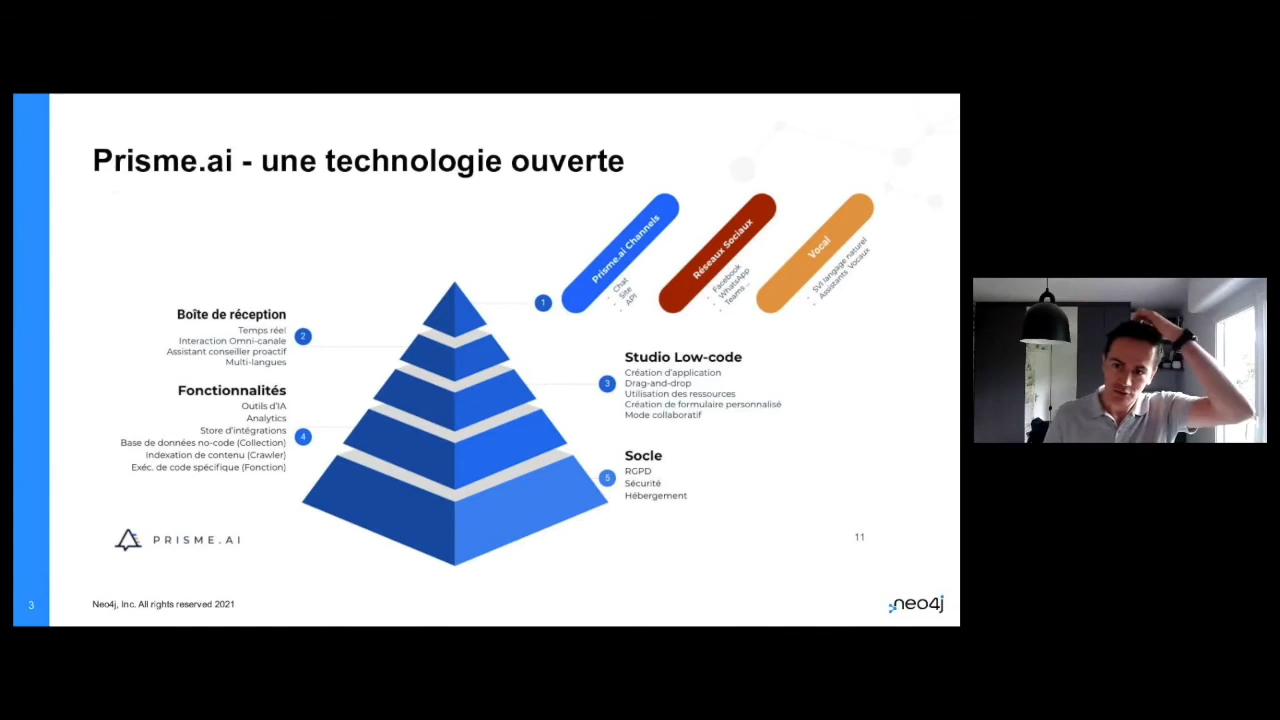 Prisme.ai - une technologie ouverte
Prisme.ai Channels
Chat
Site
API
Réseaux Sociaux
Facebook
WhatsApp
Teams ...
Vocal
SVI langage naturel
Assistants Vocaux
1
Boîte de réception
Temps réel
Interaction Omni-canale
Assistant conseiller proactif
Multi-langues
2
Studio Low-code
Création d'application
Drag-and-drop
Utilisation des ressources
Création de formulaire personnalisé
Mode collaboratif
3
Fonctionnalités
Outils d'IA
Analytics
Store d'intégrations
Base de données no-code (Collection)
Indexation de contenu (Crawler)
Exéc. de code spécifique (Fonction)
4
Socle
RGPD
Sécurité
Hébergement
5
PRISME.AI
11
3
Neo4j, Inc. All rights reserved 2021
neo4j